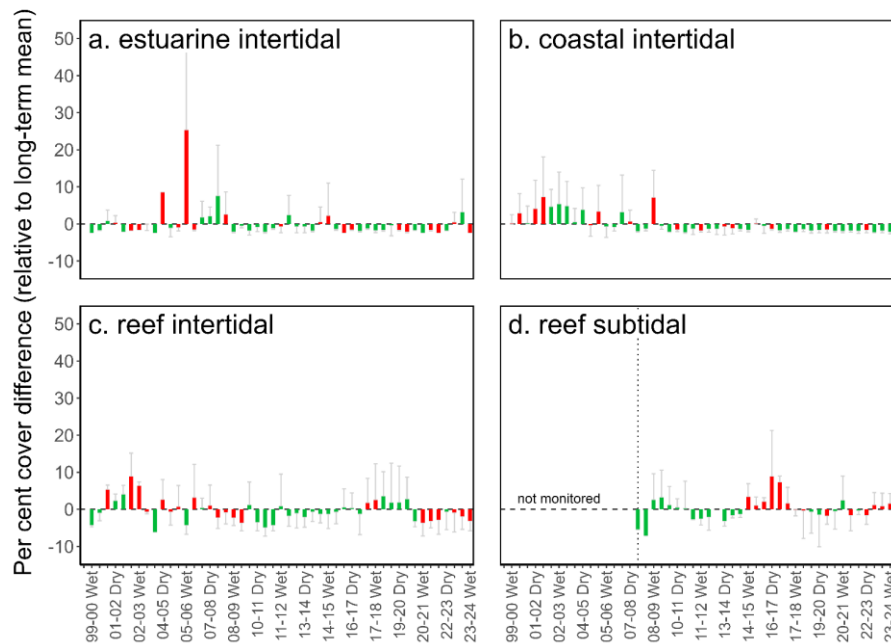 Per cent cover difference (relative to long-term mean)
a. estuarine intertidal
50
40
30
20
10
0
-10
b. coastal intertidal
c. reef intertidal
50
40
30
20
10
0
-10
d. reef subtidal
not monitored
99-00 Wet
01-02 Dry
02-03 Wet
04-05 Dry
05-06 Wet
07-08 Dry
08-09 Wet
10-11 Dry
11-12 Wet
13-14 Dry
14-15 Wet
16-17 Dry
17-18 Wet
19-20 Dry
20-21 Wet
22-23 Dry
23-24 Wet
99-00 Wet
01-02 Dry
02-03 Wet
04-05 Dry
05-06 Wet
07-08 Dry
08-09 Wet
10-11 Dry
11-12 Wet
13-14 Dry
14-15 Wet
16-17 Dry
17-18 Wet
19-20 Dry
20-21 Wet
22-23 Dry
23-24 Wet